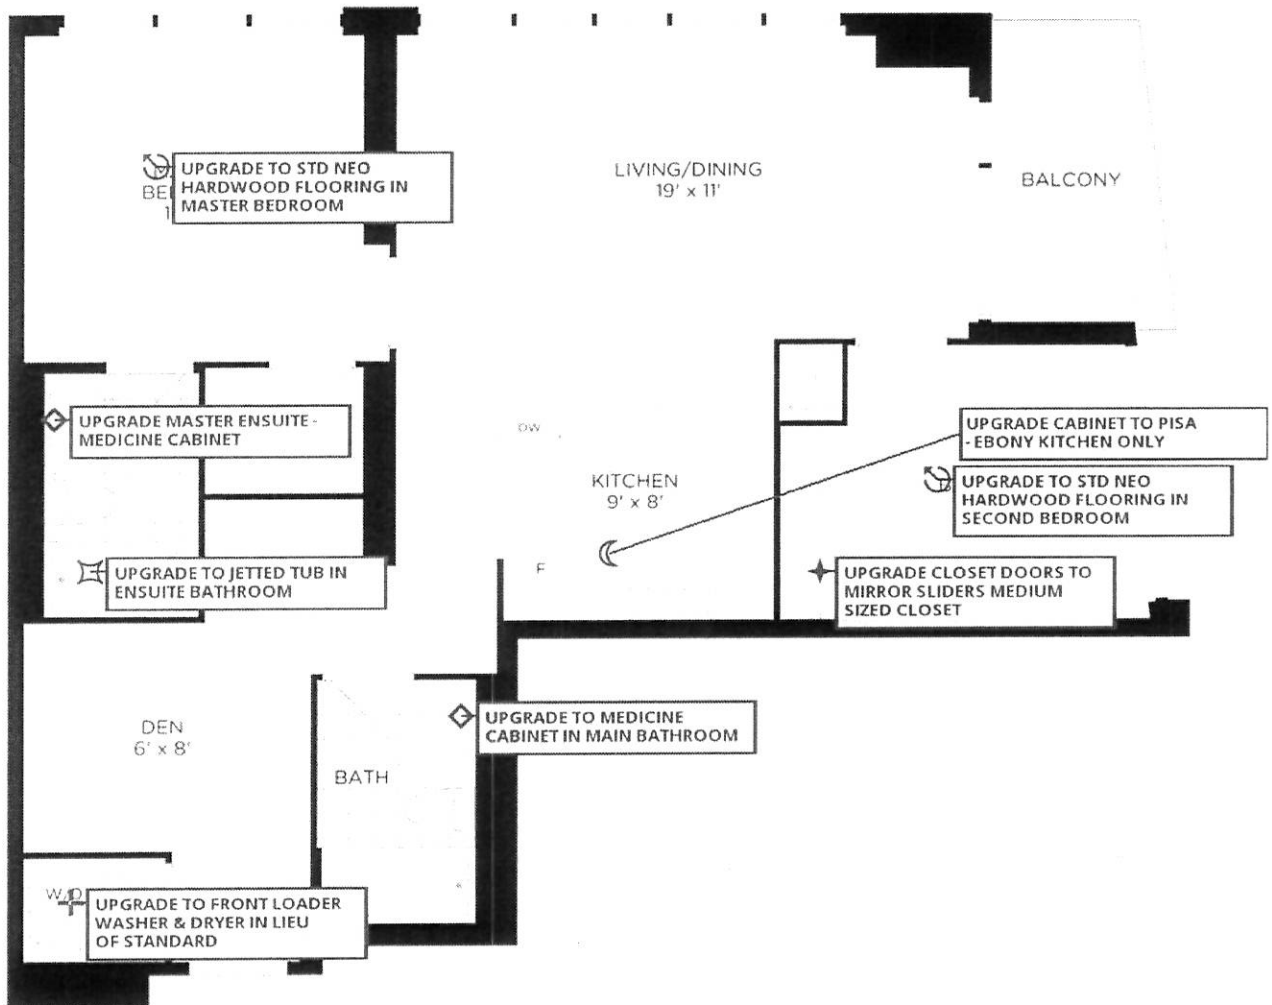 UPGRADE TO STD NEO
HARDWOOD FLOORING IN
MASTER BEDROOM
BE
1
LIVING/DINING
19' x 11'
BALCONY
UPGRADE MASTER ENSUITE -
MEDICINE CABINET
DW
KITCHEN
9' x 8'
F
UPGRADE CABINET TO PISA
- EBONY KITCHEN ONLY
UPGRADE TO STD NEO
HARDWOOD FLOORING IN
SECOND BEDROOM
UPGRADE TO JETTED TUB IN
ENSUITE BATHROOM
UPGRADE CLOSET DOORS TO
MIRROR SLIDERS MEDIUM
SIZED CLOSET
DEN
6' x 8'
UPGRADE TO MEDICINE
CABINET IN MAIN BATHROOM
BATH
W/D
UPGRADE TO FRONT LOADER
WASHER & DRYER IN LIEU
OF STANDARD